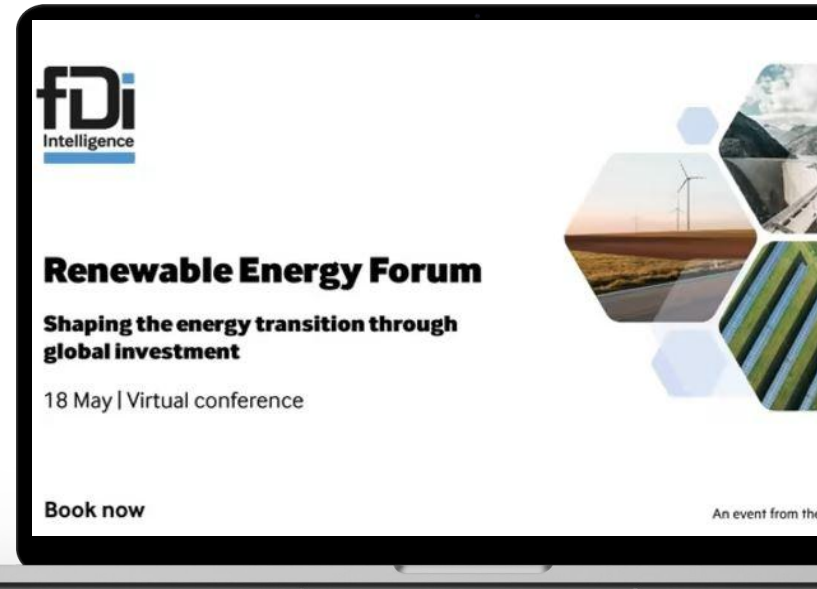 fDi
Intelligence
Renewable Energy Forum
Shaping the energy transition through
global investment
18 May | Virtual conference
Book now
An event from the